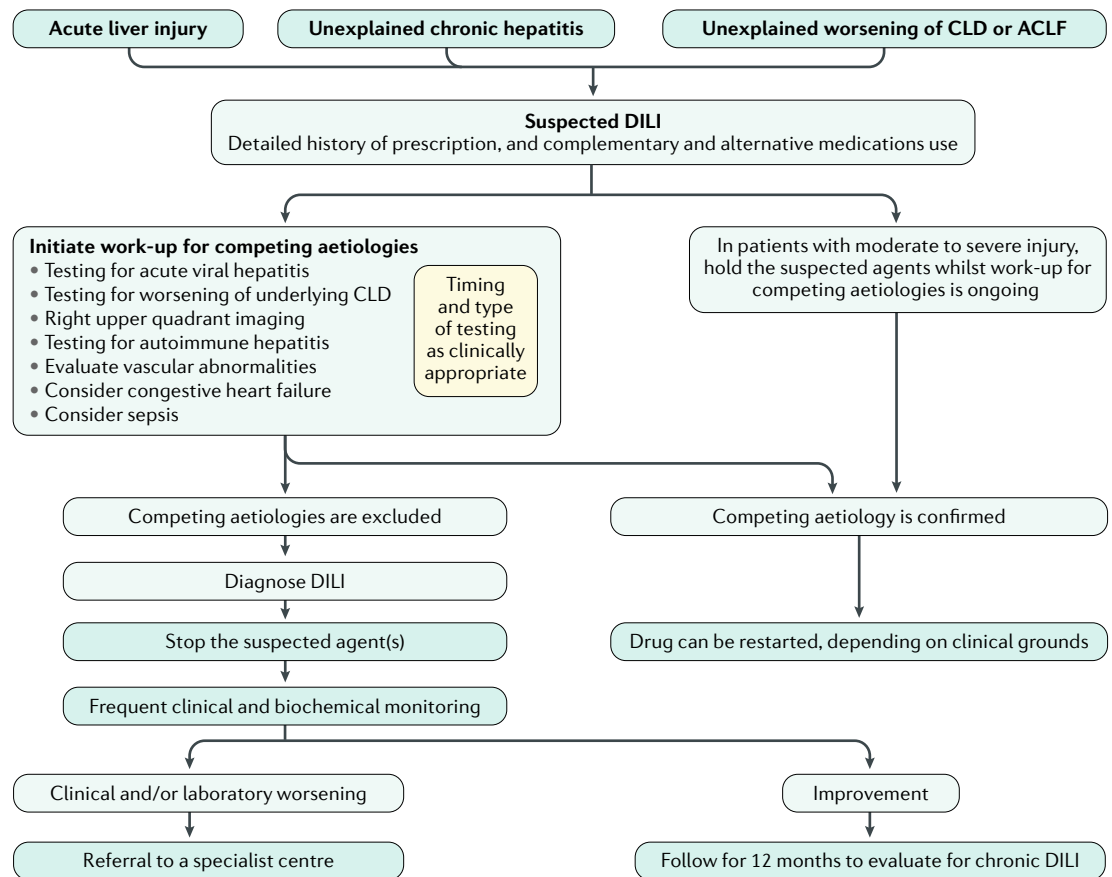 Acute liver injury
Unexplained chronic hepatitis
Unexplained worsening of CLD or ACLF
Suspected DILI
Detailed history of prescription, and complementary and alternative medications use
Initiate work-up for competing aetiologies
• Testing for acute viral hepatitis
• Testing for worsening of underlying CLD
• Right upper quadrant imaging
• Testing for autoimmune hepatitis
• Evaluate vascular abnormalities
• Consider congestive heart failure
• Consider sepsis
Timing
and type
of testing
as clinically
appropriate
In patients with moderate to severe injury,
hold the suspected agents whilst work-up for
competing aetiologies is ongoing
Competing aetiologies are excluded
Competing aetiology is confirmed
Diagnose DILI
Stop the suspected agent(s)
Drug can be restarted, depending on clinical grounds
Frequent clinical and biochemical monitoring
Clinical and/or laboratory worsening
Improvement
Referral to a specialist centre
Follow for 12 months to evaluate for chronic DILI